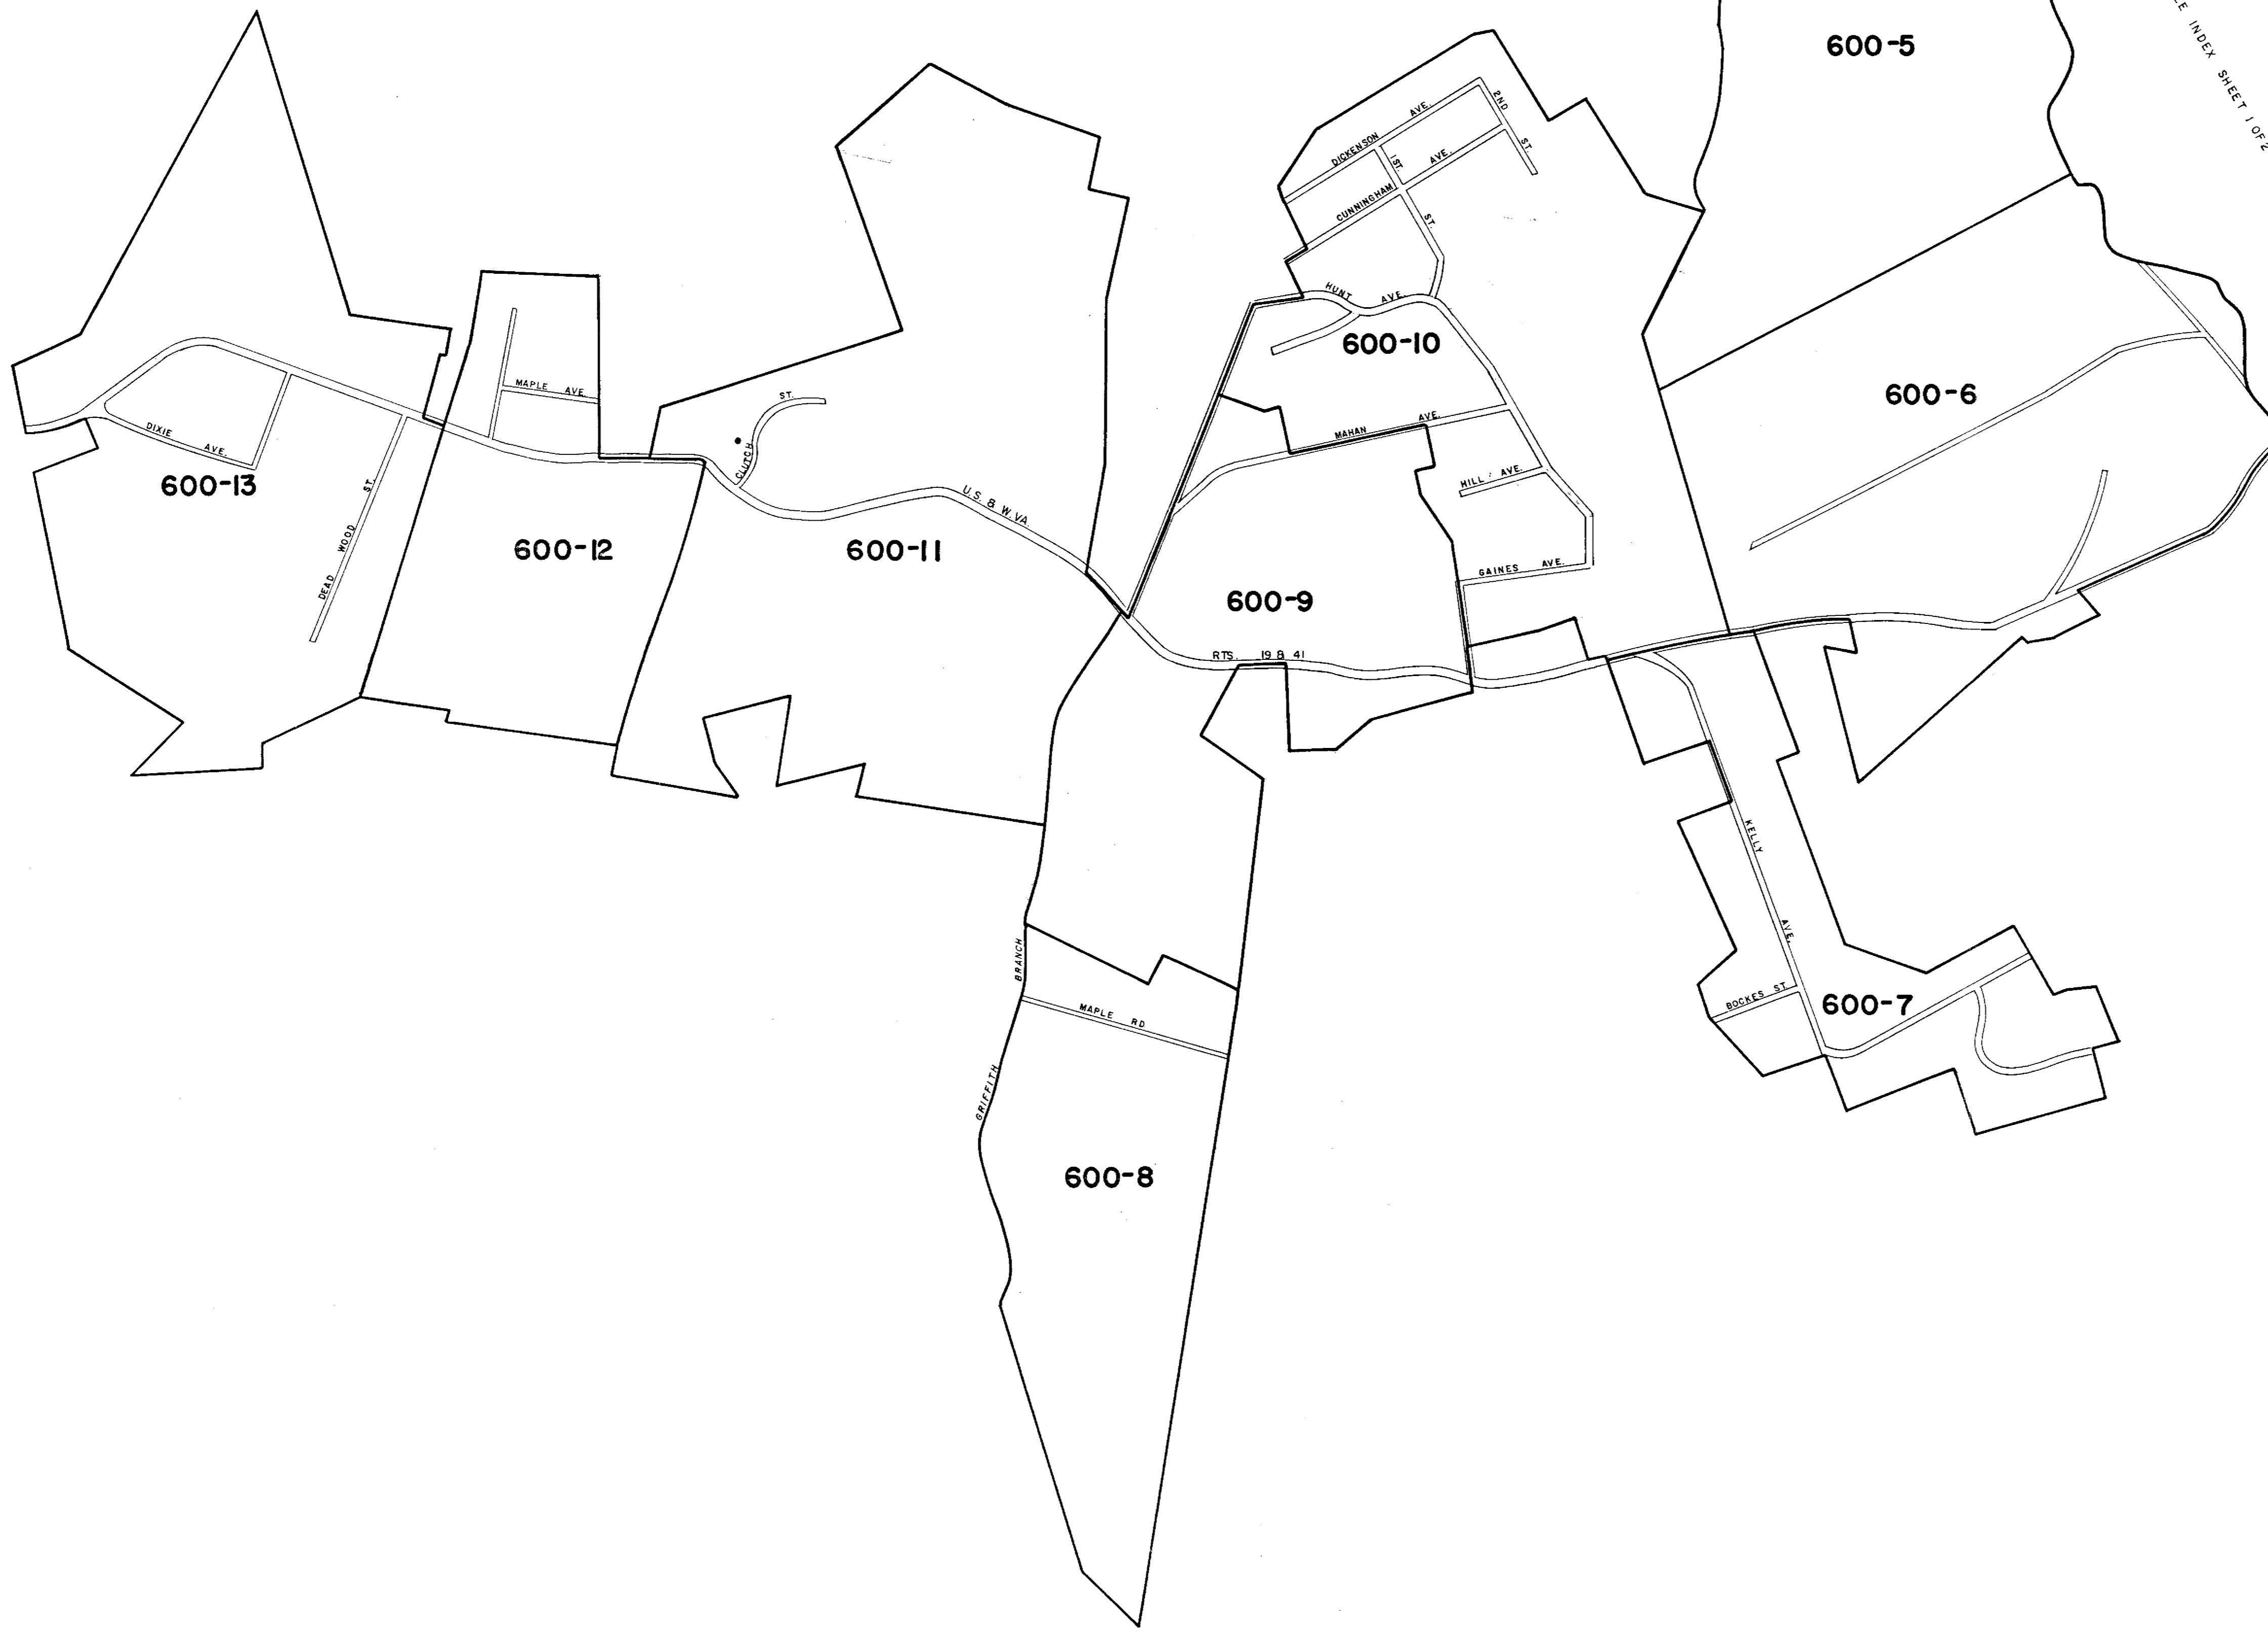 600-5
INDEX SHEET 1 OF 2
DICKENSON AVE.
2ND ST.
1ST ST.
CUNNINGHAM AVE.
HUNT AVE.
600-10
600-6
MAPLE AVE.
CLUTCH ST.
DIXIE AVE.
600-13
DEAD WOOD ST.
MAHAN AVE.
HILL AVE.
U.S. & W. VA.
600-12
600-11
GAINES AVE.
600-9
RTS. 19 & 41
KELLY AVE.
GRIFFITH BRANCH
MAPLE RD
BOCKES ST.
600-7
600-8